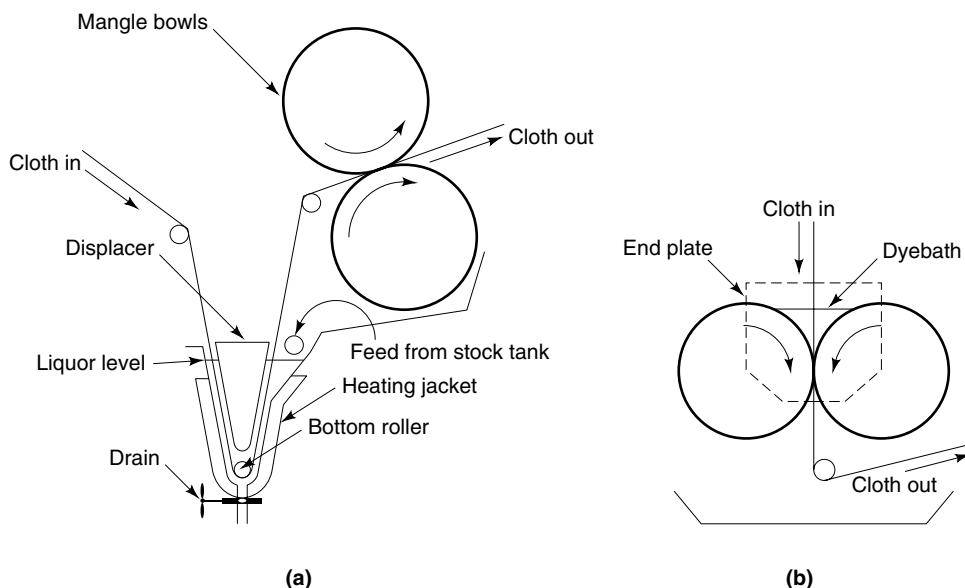 Mangle bowls
Cloth out
Cloth in
Displacer
Liquor level
Feed from stock tank
Heating jacket
Bottom roller
Drain
(a)
Cloth in
End plate
Dyebath
Cloth out
(b)